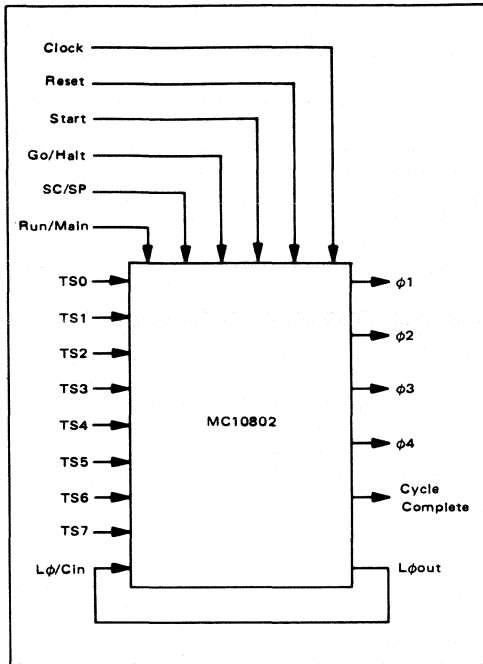 Clock
Reset
Start
Go/Halt
SC/SP
Run/Main
TS0
TS1
TS2
TS3
TS4
TS5
TS6
TS7
Lϕ/Cin
MC10802
ϕ1
ϕ2
ϕ3
ϕ4
Cycle
Complete
Lϕout